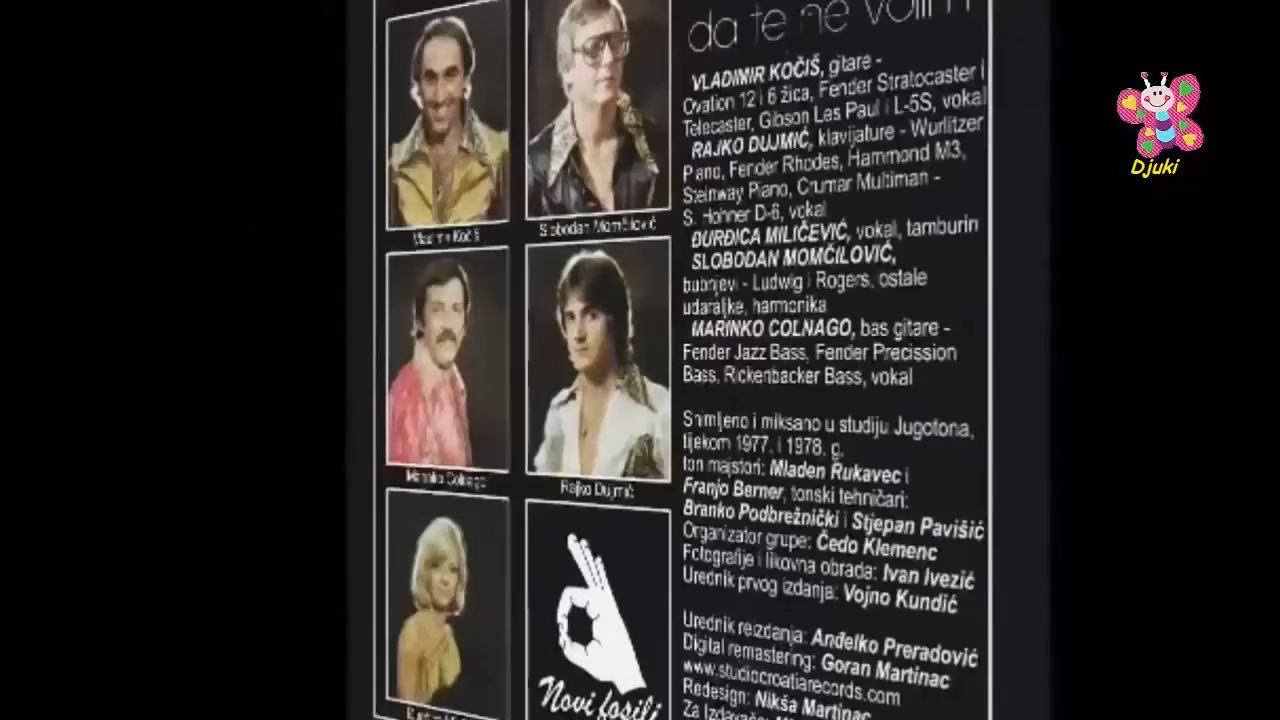 da te ne volim
VLADIMIR KOČIŠ, gitare -
Ovation 12 i 6 žica, Fender Stratocaster i
Telecaster, Gibson Les Paul i L-5S, vokal
RAJKO DUJMIĆ, klavijature - Wurlitzer
Piano, Fender Rhodes, Hammond M3,
Steinway Piano, Crumar Multiman -
S. Hohner D-6, vokal
ĐURĐICA MILIČEVIĆ, vokal, tamburin
SLOBODAN MOMČILOVIĆ,
bubnjevi - Ludwig i Rogers, ostale
udaraljke, harmonika
MARINKO COLNAGO, bas gitare -
Fender Jazz Bass, Fender Precission
Bass, Rickenbacker Bass, vokal
Snimljeno i miksano u studiju Jugotona,
tijekom 1977. i 1978. g.
ton majstori: Mladen Rukavec i
Franjo Berner, tonski tehničari:
Branko Podbrežnički i Stjepan Pavišić
Organizator grupe: Čedo Klemenc
Fotografije i likovna obrada: Ivan Ivezić
Urednik prvog izdanja: Vojno Kundić
Urednik reizdanja: Anđelko Preradović
Digital remastering: Goran Martinac
www.studiocroatiarecords.com
Redesign: Nikša Martinac
Za Izdavača:
Vladimir Kočiš
Slobodan Momčilović
Marinko Colnago
Rajko Dujmić
Novi fosili
Djuki